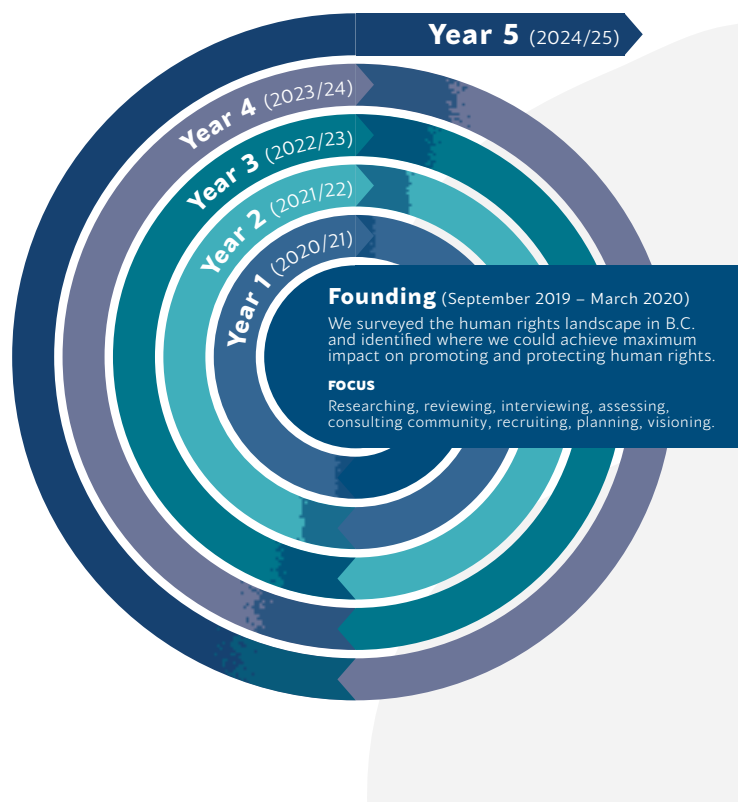 Year 5 (2024/25)
Year 4 (2023/24)
Year 3 (2022/23)
Year 2 (2021/22)
Year 1 (2020/21)
Founding (September 2019 – March 2020)
We surveyed the human rights landscape in B.C.
and identified where we could achieve maximum
impact on promoting and protecting human rights.
FOCUS
Researching, reviewing, interviewing, assessing,
consulting community, recruiting, planning, visioning.